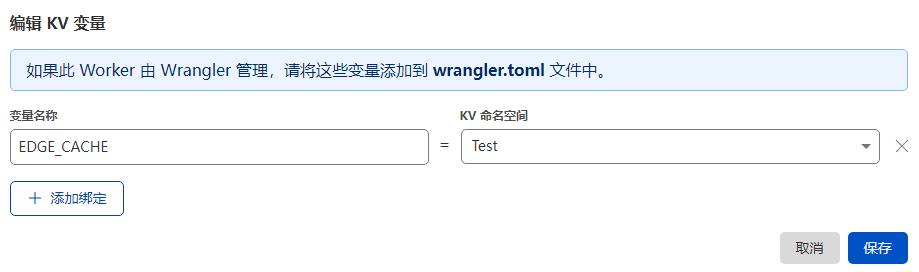 编辑 KV 变量
如果此 Worker 由 Wrangler 管理，请将这些变量添加到 wrangler.toml 文件中。
变量名称
KV 命名空间
EDGE_CACHE
=
Test
添加绑定
取消
保存